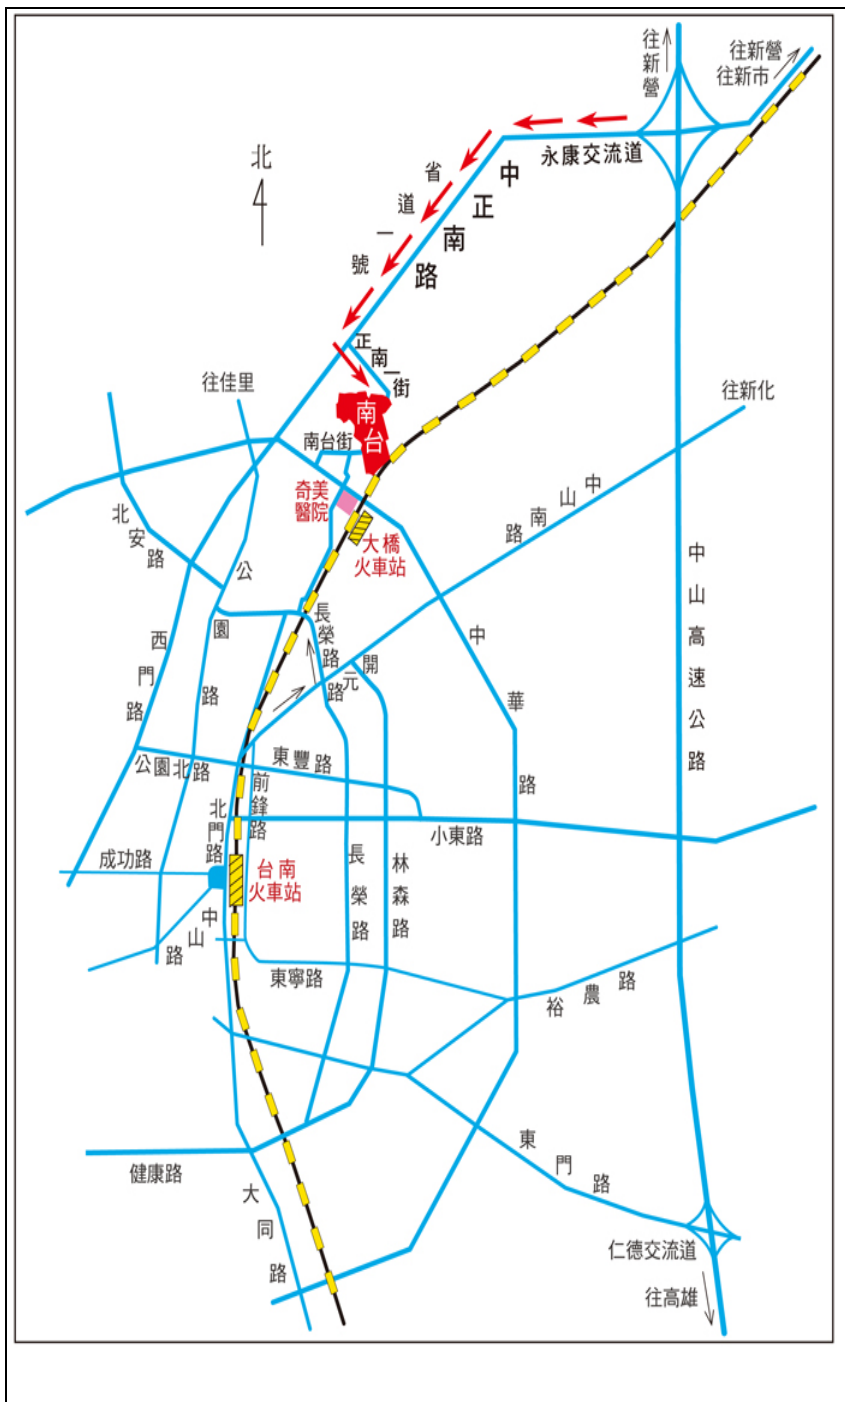 往新營
往新營
往新市
北
永康交流道
中正南路
省道一號
正南一街
往佳里
南台
往新化
南台街
奇美
醫院
大橋
火車站
中山南路
北安路
公園路
長榮路
開元路
中華路
中山高速公路
西門路
公園北路
東豐路
前鋒路
北門路
小東路
成功路
台南
火車站
長榮路
林森路
中山路
東寧路
裕農路
東門路
健康路
大同路
仁德交流道
往高雄